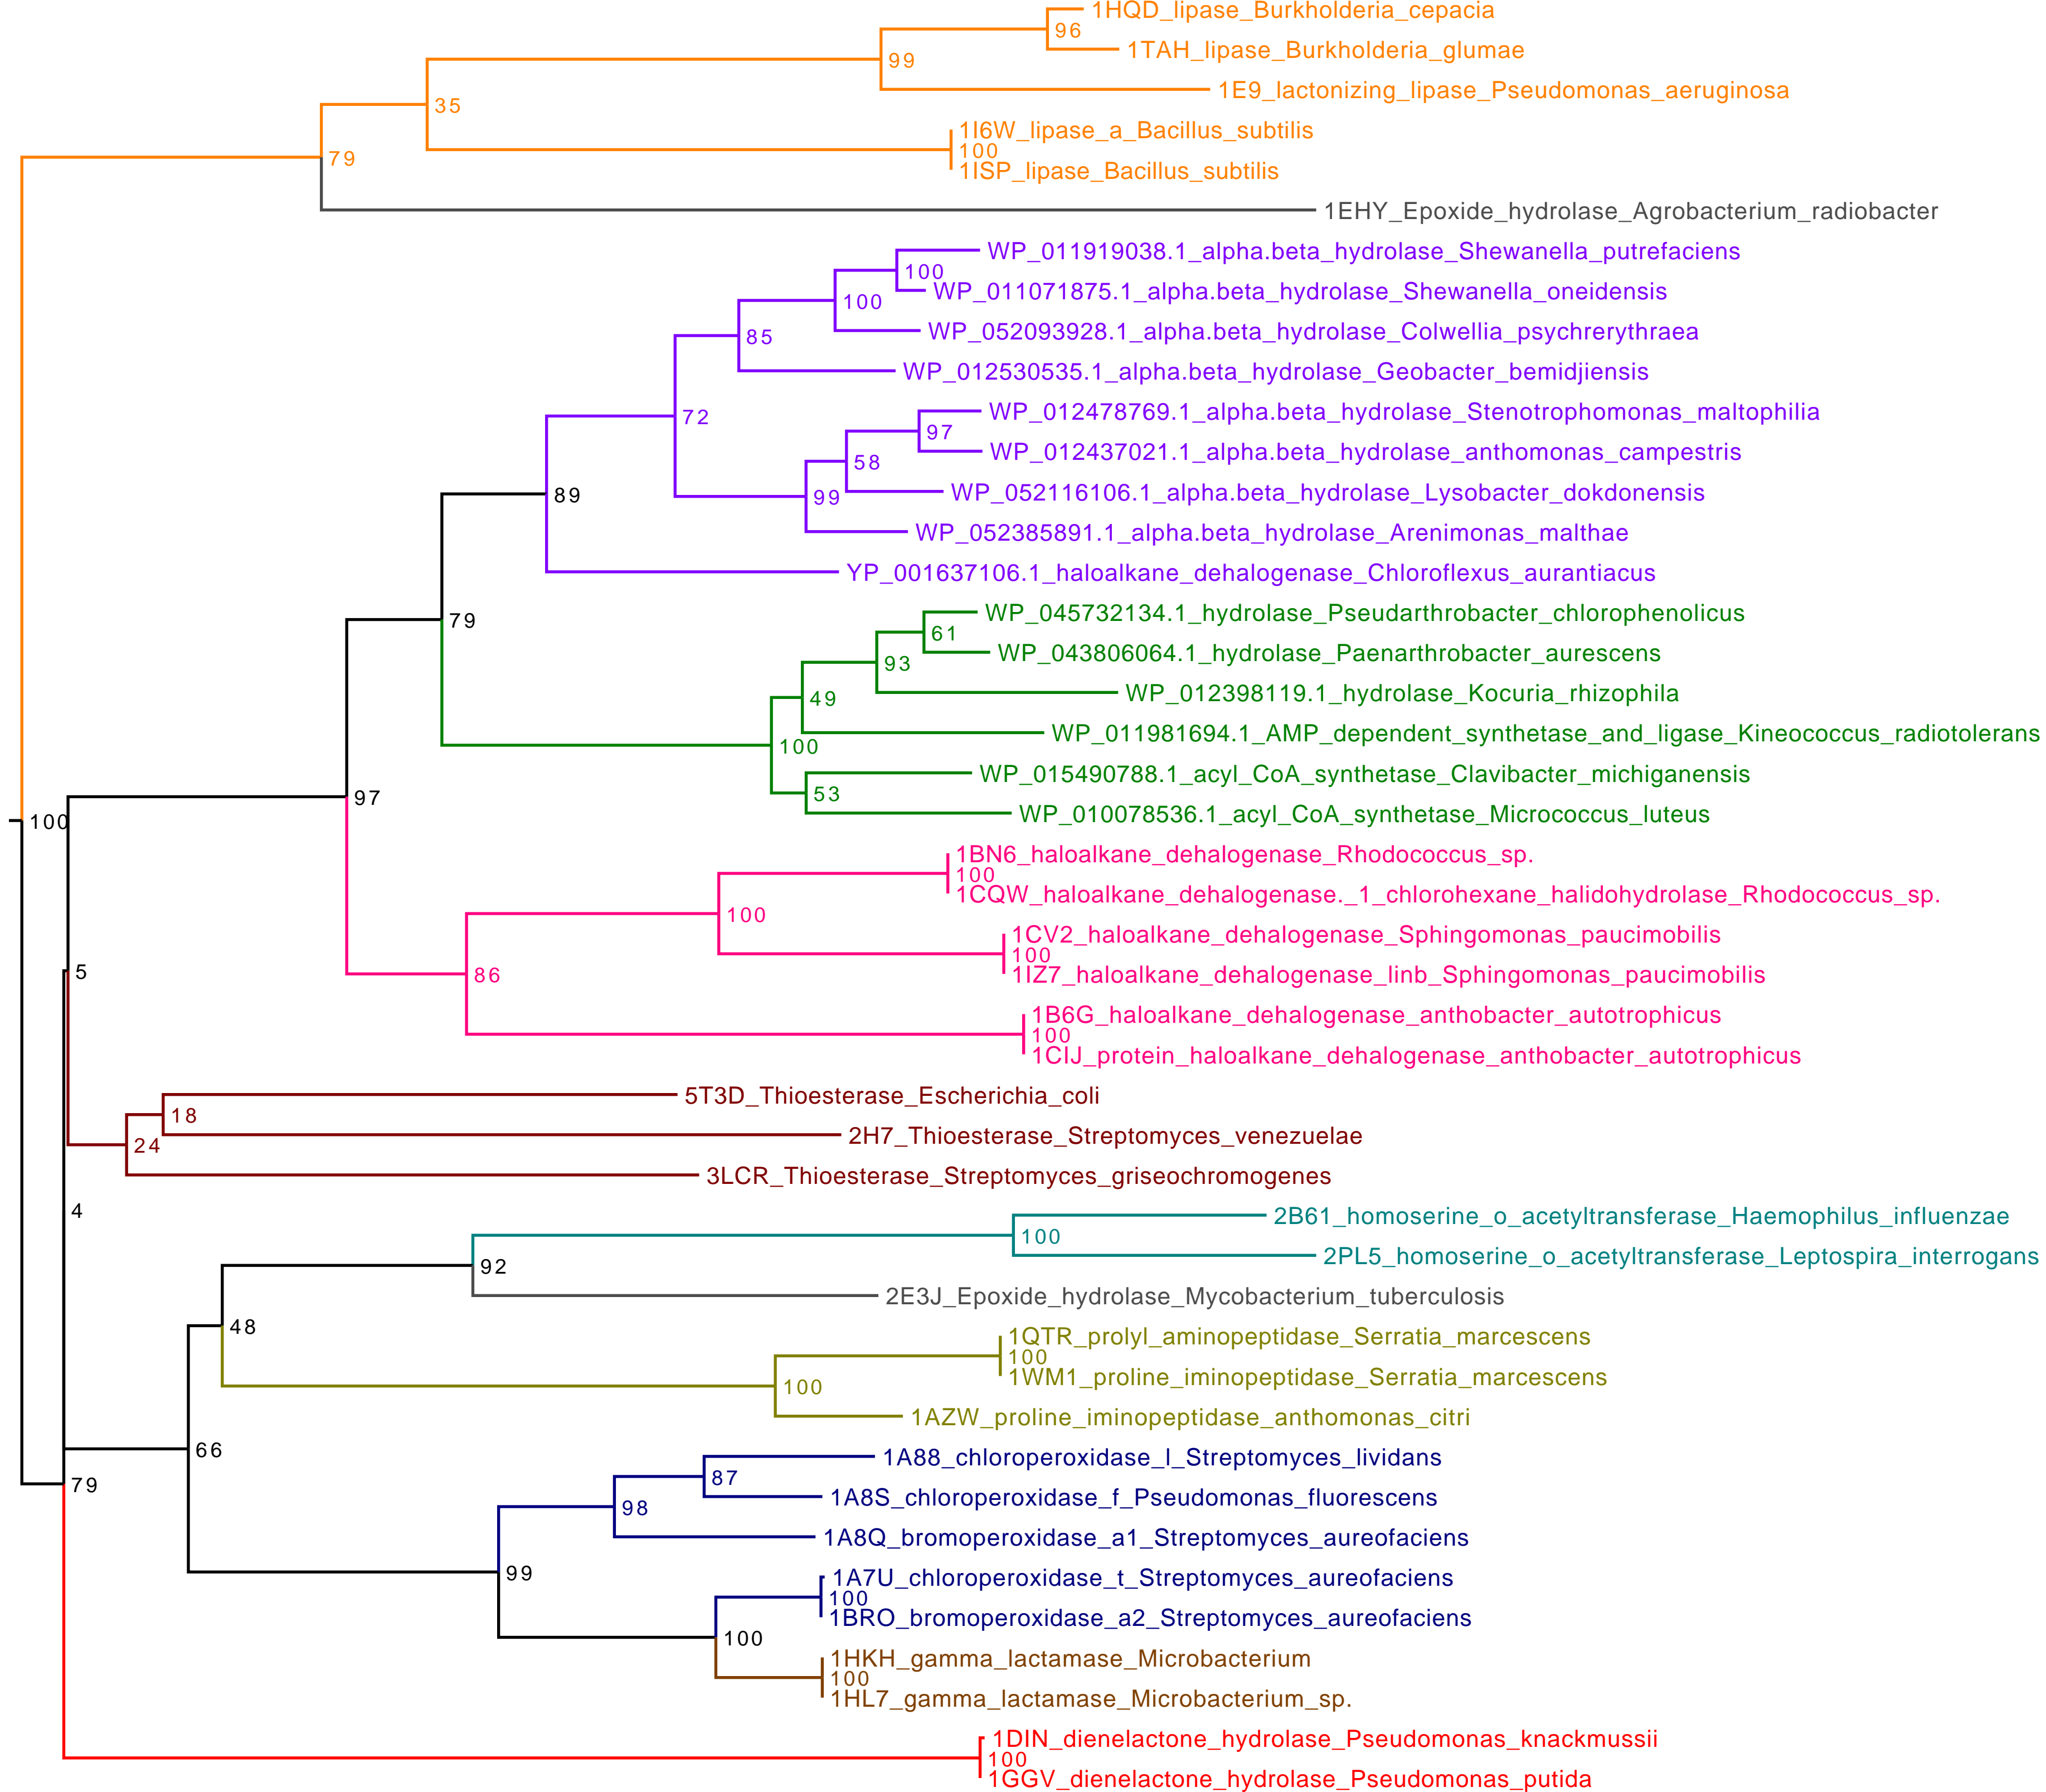 1HQD_lipase_Burkholderia_cepacia
96
1TAH_lipase_Burkholderia_glumae
99
1E9_lactonizing_lipase_Pseudomonas_aeruginosa
35
1I6W_lipase_a_Bacillus_subtilis
100
79
1ISP_lipase_Bacillus_subtilis
1EHY_Epoxide_hydrolase_Agrobacterium_radiobacter
WP_011919038.1_alpha.beta_hydrolase_Shewanella_putrefaciens
100
WP_011071875.1_alpha.beta_hydrolase_Shewanella_oneidensis
100
WP_052093928.1_alpha.beta_hydrolase_Colwellia_psychrerythraea
85
WP_012530535.1_alpha.beta_hydrolase_Geobacter_bemidjiensis
72
WP_012478769.1_alpha.beta_hydrolase_Stenotrophomonas_maltophilia
97
WP_012437021.1_alpha.beta_hydrolase_anthomonas_campestris
58
WP_052116106.1_alpha.beta_hydrolase_Lysobacter_dokdonensis
89
99
WP_052385891.1_alpha.beta_hydrolase_Arenimonas_malthae
YP_001637106.1_haloalkane_dehalogenase_Chloroflexus_aurantiacus
WP_045732134.1_hydrolase_Pseudarthrobacter_chlorophenolicus
79
61
WP_043806064.1_hydrolase_Paenarthrobacter_aurescens
93
WP_012398119.1_hydrolase_Kocuria_rhizophila
49
WP_011981694.1_AMP_dependent_synthetase_and_ligase_Kineococcus_radiotolerans
100
WP_015490788.1_acyl_CoA_synthetase_Clavibacter_michiganensis
97
53
WP_010078536.1_acyl_CoA_synthetase_Micrococcus_luteus
100
1BN6_haloalkane_dehalogenase_Rhodococcus_sp.
100
1CQW_haloalkane_dehalogenase._1_chlorohexane_halidohydrolase_Rhodococcus_sp.
100
1CV2_haloalkane_dehalogenase_Sphingomonas_paucimobilis
100
5
86
1IZ7_haloalkane_dehalogenase_linb_Sphingomonas_paucimobilis
1B6G_haloalkane_dehalogenase_anthobacter_autotrophicus
100
1CIJ_protein_haloalkane_dehalogenase_anthobacter_autotrophicus
5T3D_Thioesterase_Escherichia_coli
18
2H7_Thioesterase_Streptomyces_venezuelae
24
3LCR_Thioesterase_Streptomyces_griseochromogenes
4
2B61_homoserine_o_acetyltransferase_Haemophilus_influenzae
100
2PL5_homoserine_o_acetyltransferase_Leptospira_interrogans
92
2E3J_Epoxide_hydrolase_Mycobacterium_tuberculosis
48
1QTR_prolyl_aminopeptidase_Serratia_marcescens
100
1WM1_proline_iminopeptidase_Serratia_marcescens
100
1AZW_proline_iminopeptidase_anthomonas_citri
66
1A88_chloroperoxidase_l_Streptomyces_lividans
87
79
1A8S_chloroperoxidase_f_Pseudomonas_fluorescens
98
1A8Q_bromoperoxidase_a1_Streptomyces_aureofaciens
99
1A7U_chloroperoxidase_t_Streptomyces_aureofaciens
100
1BRO_bromoperoxidase_a2_Streptomyces_aureofaciens
100
1HKH_gamma_lactamase_Microbacterium
100
1HL7_gamma_lactamase_Microbacterium_sp.
1DIN_dienelactone_hydrolase_Pseudomonas_knackmussii
100
1GGV_dienelactone_hydrolase_Pseudomonas_putida